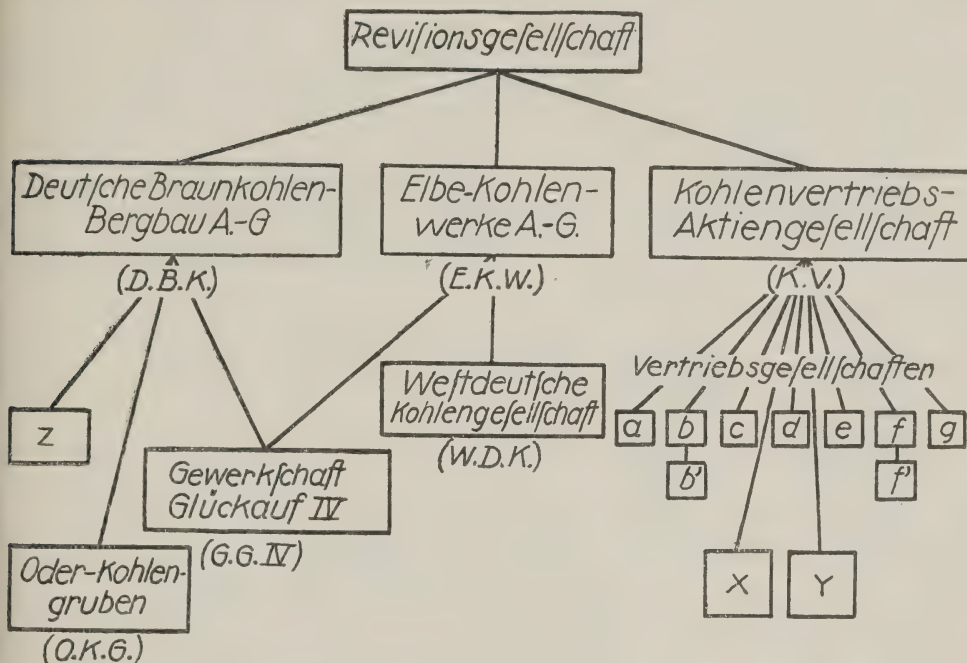 Reviſionsgeſellſchaft
Deutſche Braunkohlen-
Bergbau A.-G
(D.B.K.)
Elbe-Kohlen-
werke A.-G.
(E.K.W.)
Kohlenvertriebs-
Aktiengeſellſchaft
(K.V.)
Vertriebsgeſellſchaften
Weſtdeutſche
Kohlengeſellſchaft
(W.D.K.)
a b c d e f g
b' f'
Z
Gewerkſchaft
Glückauf IV
(G.G.IV)
Oder-Kohlen-
gruben
(O.K.G.)
X Y